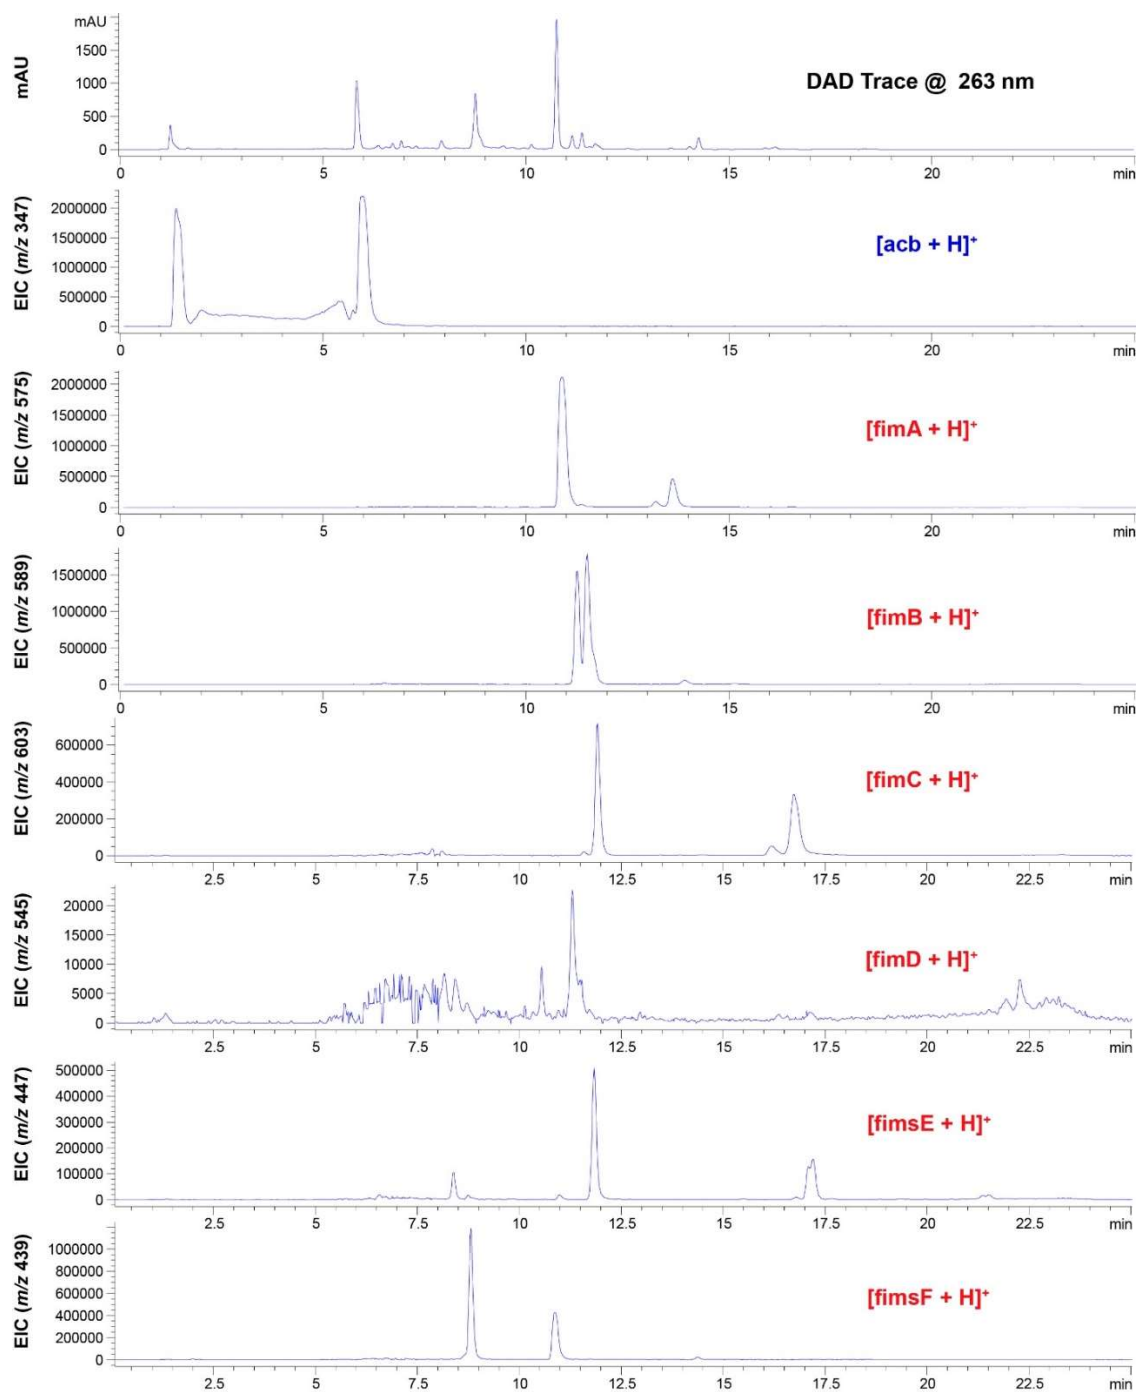 mAU
mAU
1500
1000
500
0
DAD Trace @ 263 nm
0 5 10 15 20 min
EIC (m/z 347)
2000000
1500000
1000000
500000
0
[acb + H]⁺
0 5 10 15 20 min
EIC (m/z 575)
2000000
1500000
1000000
500000
0
[fimA + H]⁺
0 5 10 15 20 min
EIC (m/z 589)
1500000
1000000
500000
0
[fimB + H]⁺
0 5 10 15 20 min
EIC (m/z 603)
600000
400000
200000
0
[fimC + H]⁺
2.5 5 7.5 10 12.5 15 17.5 20 22.5 min
EIC (m/z 545)
20000
15000
10000
5000
0
[fimD + H]⁺
2.5 5 7.5 10 12.5 15 17.5 20 22.5 min
EIC (m/z 447)
500000
400000
300000
200000
100000
0
[fimsE + H]⁺
2.5 5 7.5 10 12.5 15 17.5 20 22.5 min
EIC (m/z 439)
1000000
800000
600000
400000
200000
0
[fimsF + H]⁺
2.5 5 7.5 10 12.5 15 17.5 20 22.5 min